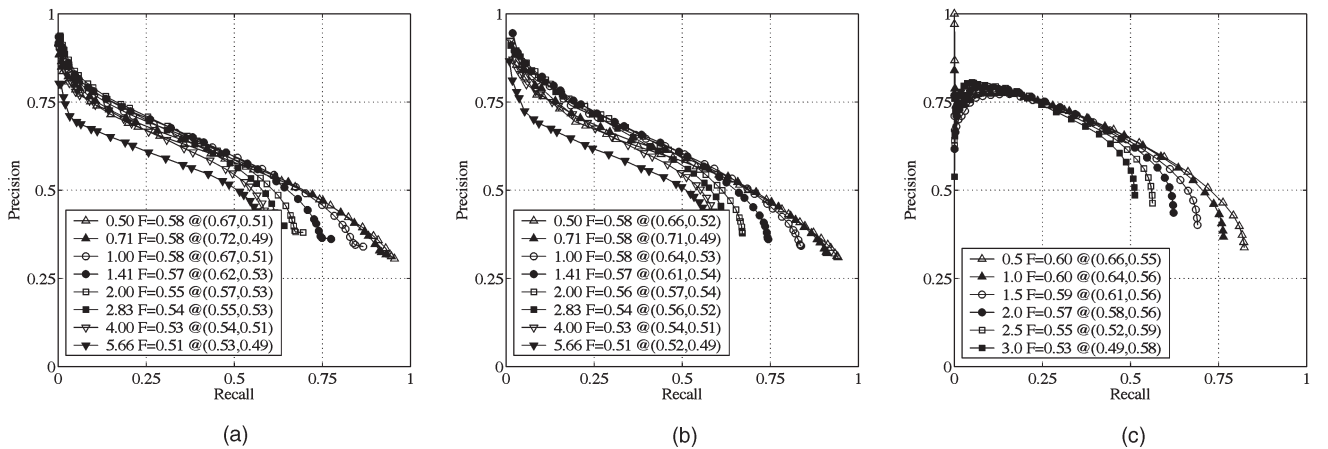 1
0.75
0.5
0.25
0
Precision
0 0.25 0.5 0.75 1
Recall
0.50 F=0.58 @(0.67,0.51)
0.71 F=0.58 @(0.72,0.49)
1.00 F=0.58 @(0.67,0.51)
1.41 F=0.57 @(0.62,0.53)
2.00 F=0.55 @(0.57,0.53)
2.83 F=0.54 @(0.55,0.53)
4.00 F=0.53 @(0.54,0.51)
5.66 F=0.51 @(0.53,0.49)
(a)
1
0.75
0.5
0.25
0
Precision
0 0.25 0.5 0.75 1
Recall
0.50 F=0.58 @(0.66,0.52)
0.71 F=0.58 @(0.71,0.49)
1.00 F=0.58 @(0.64,0.53)
1.41 F=0.57 @(0.61,0.54)
2.00 F=0.56 @(0.57,0.54)
2.83 F=0.54 @(0.56,0.52)
4.00 F=0.53 @(0.54,0.51)
5.66 F=0.51 @(0.52,0.49)
(b)
1
0.75
0.5
0.25
0
Precision
0 0.25 0.5 0.75 1
Recall
0.5 F=0.60 @(0.66,0.55)
1.0 F=0.60 @(0.64,0.56)
1.5 F=0.59 @(0.61,0.56)
2.0 F=0.57 @(0.58,0.56)
2.5 F=0.55 @(0.52,0.59)
3.0 F=0.53 @(0.49,0.58)
(c)